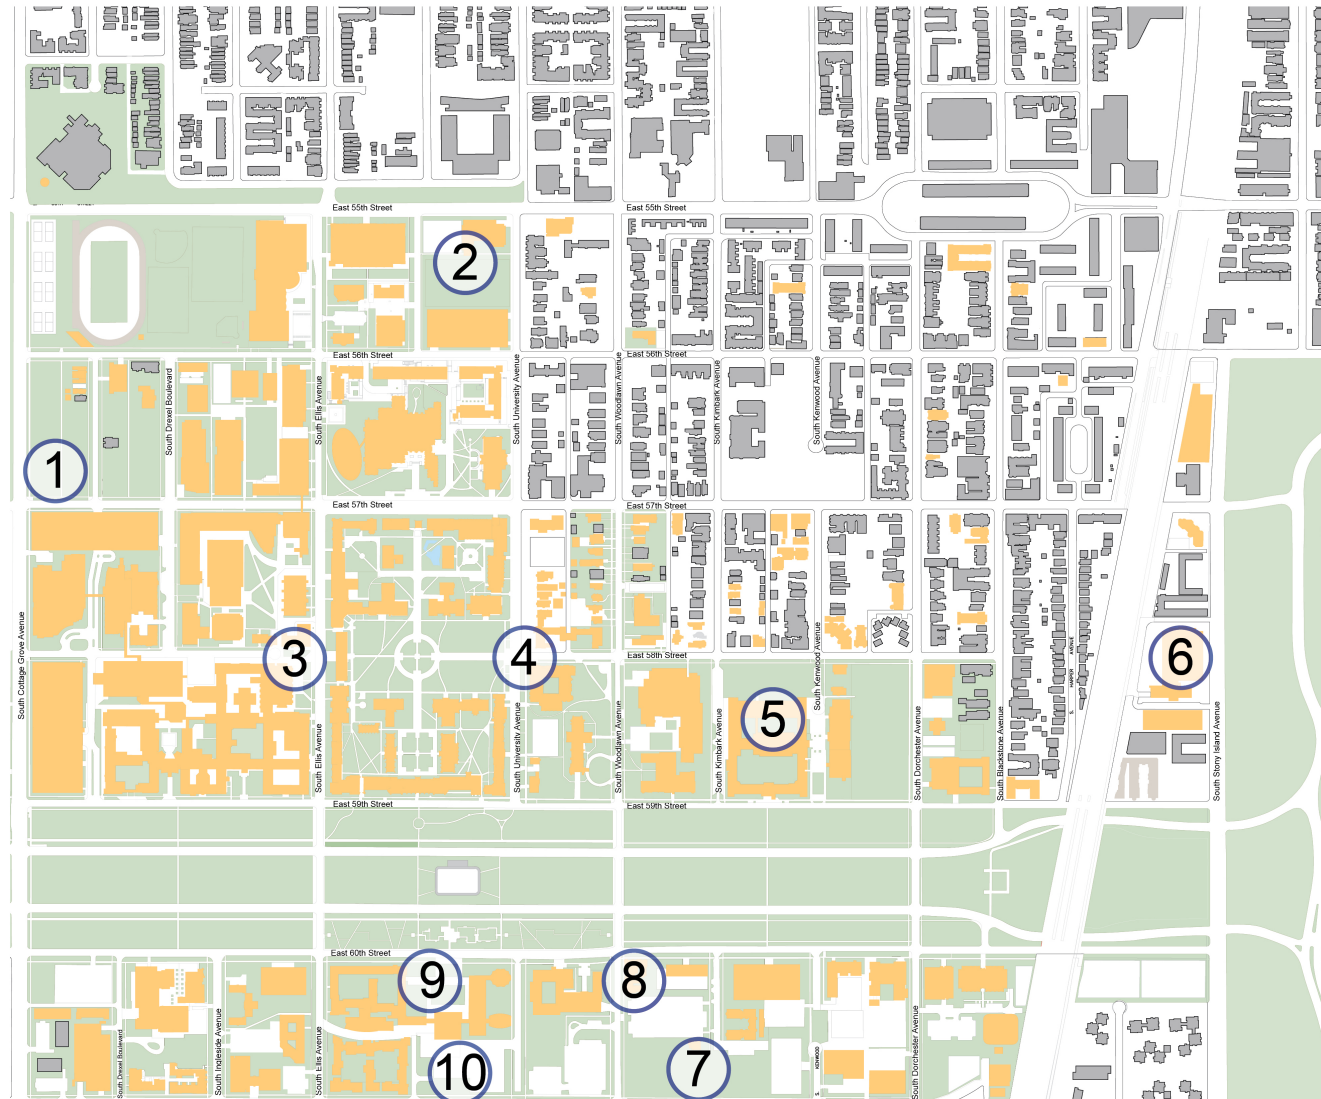 East 55th Street
East 55th Street
2
East 56th Street
East 56th Street
South Drexel Boulevard
South Ellis Avenue
South University Avenue
South Woodlawn Avenue
South Kimbark Avenue
South Kenwood Avenue
1
East 57th Street
East 57th Street
South Cottage Grove Avenue
3
4
East 58th Street
South Kenwood Avenue
S. HARPER AVENUE
6
5
South Ellis Avenue
South University Avenue
South Woodlawn Avenue
South Kimbark Avenue
South Dorchester Avenue
South Blackstone Avenue
South Stony Island Avenue
East 59th Street
East 59th Street
East 60th Street
9
8
South Drexel Boulevard
South Ingleside Avenue
South Ellis Avenue
10
7
S. KENWOOD
South Dorchester Avenue